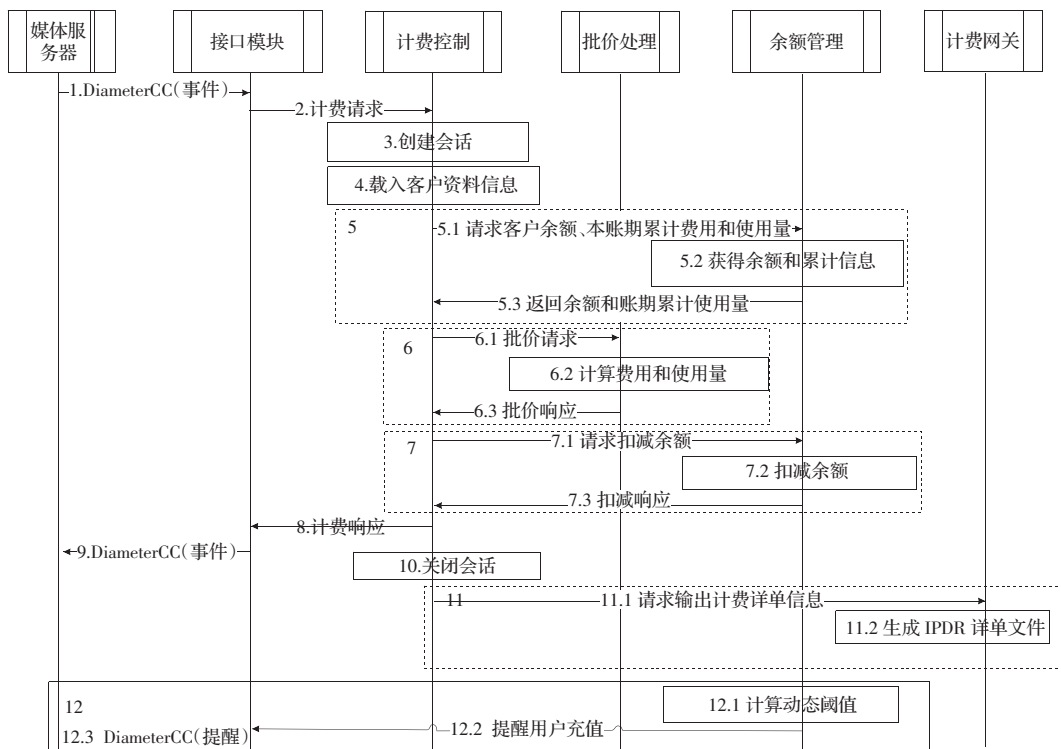 媒体服
务器
接口模块
计费控制
批价处理
余额管理
计费网关
1.DiameterCC(事件)
2.计费请求
3.创建会话
4.载入客户资料信息
5
5.1 请求客户余额、本账期累计费用和使用量
5.2 获得余额和累计信息
5.3 返回余额和账期累计使用量
6
6.1 批价请求
6.2 计算费用和使用量
6.3 批价响应
7
7.1 请求扣减余额
7.2 扣减余额
7.3 扣减响应
8.计费响应
9.DiameterCC(事件)
10.关闭会话
11
11.1 请求输出计费详单信息
11.2 生成 IPDR 详单文件
12
12.1 计算动态阈值
12.2 提醒用户充值
12.3 DiameterCC(提醒)